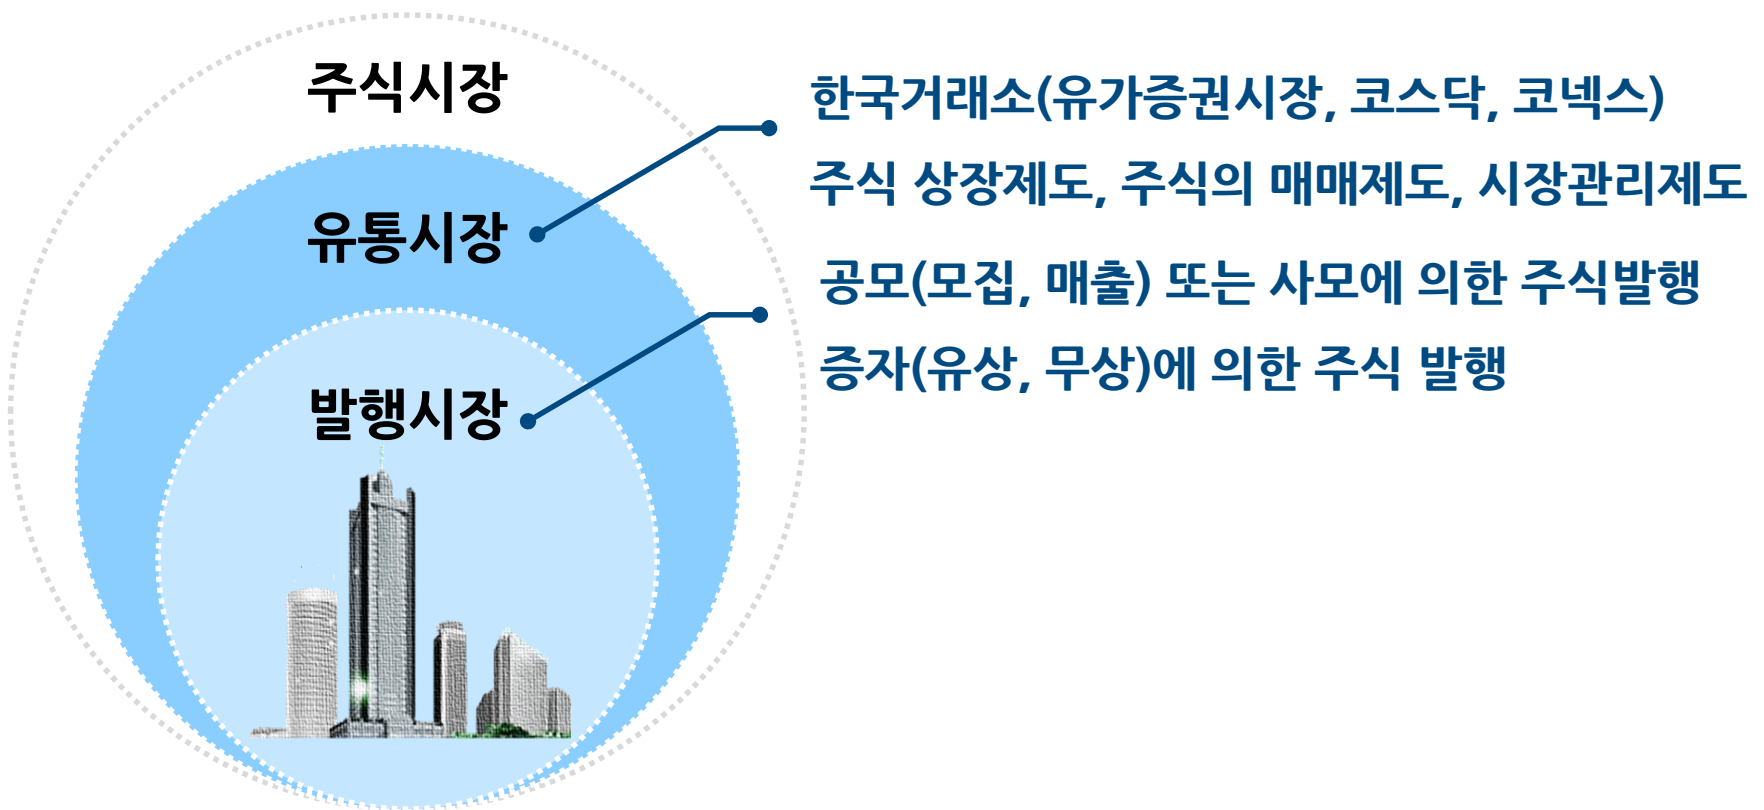 주식시장
유통시장
발행시장
한국거래소(유가증권시장, 코스닥, 코넥스)
주식 상장제도, 주식의 매매제도, 시장관리제도
공모(모집, 매출) 또는 사모에 의한 주식발행
증자(유상, 무상)에 의한 주식 발행